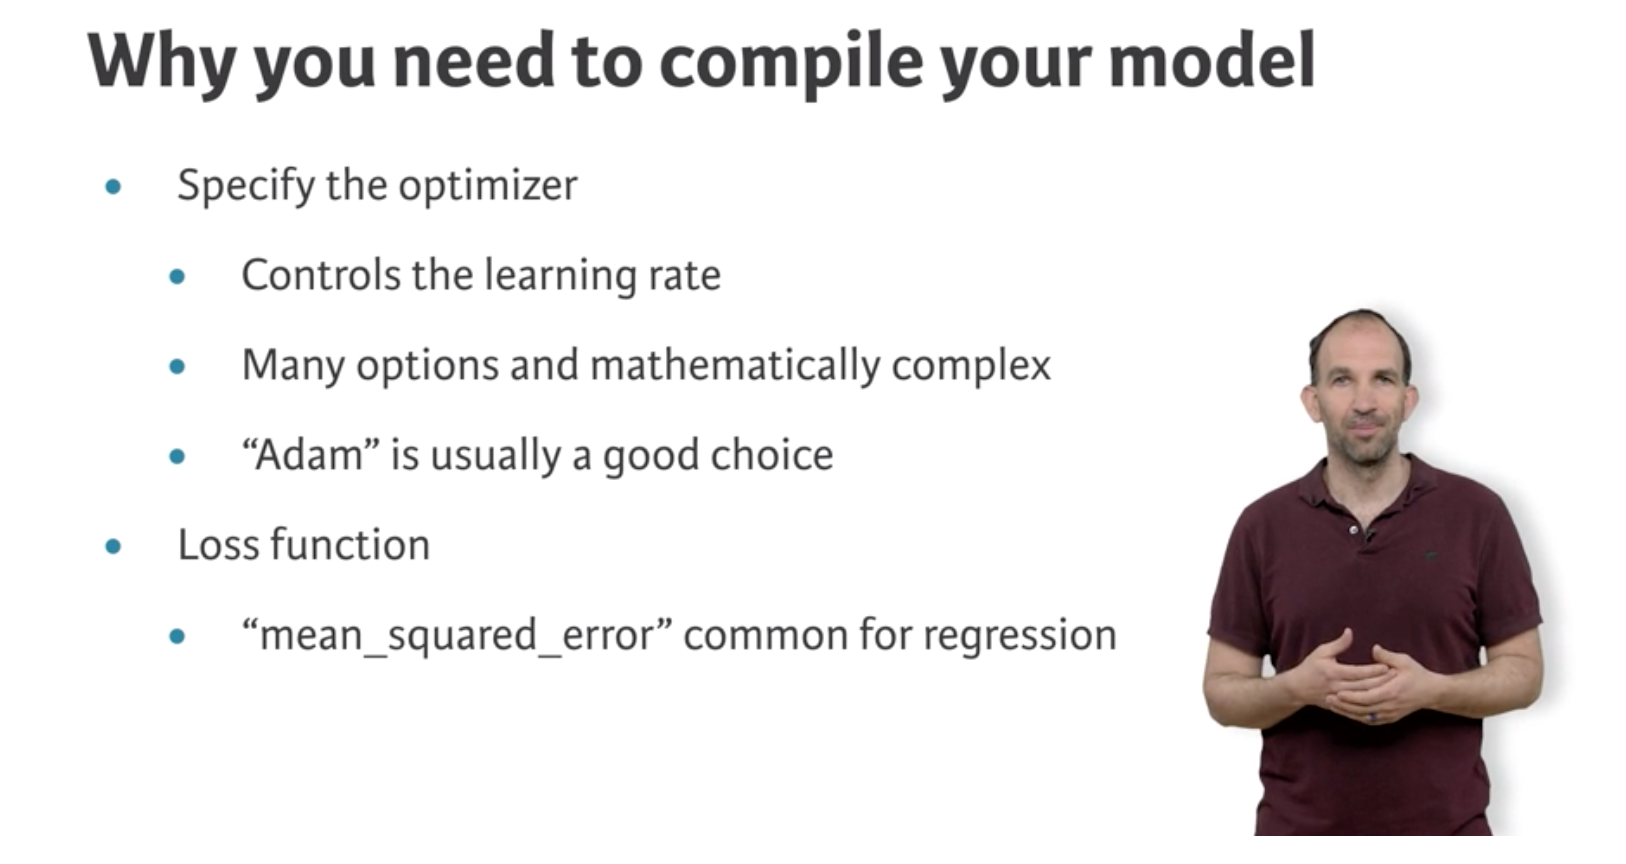 Why you need to compile your model
• Specify the optimizer
• Controls the learning rate
• Many options and mathematically complex
• “Adam” is usually a good choice
• Loss function
• “mean_squared_error” common for regression